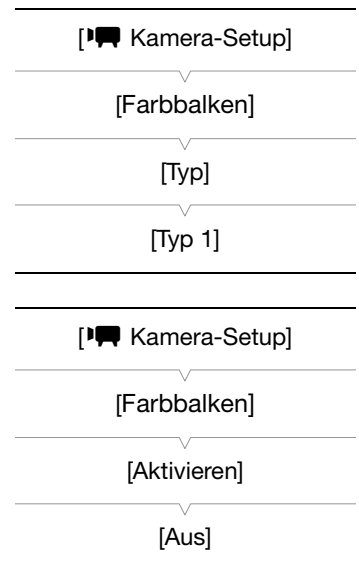 [Kamera-Setup]
[Farbbalken]
[Typ]
[Typ 1]
[Kamera-Setup]
[Farbbalken]
[Aktivieren]
[Aus]